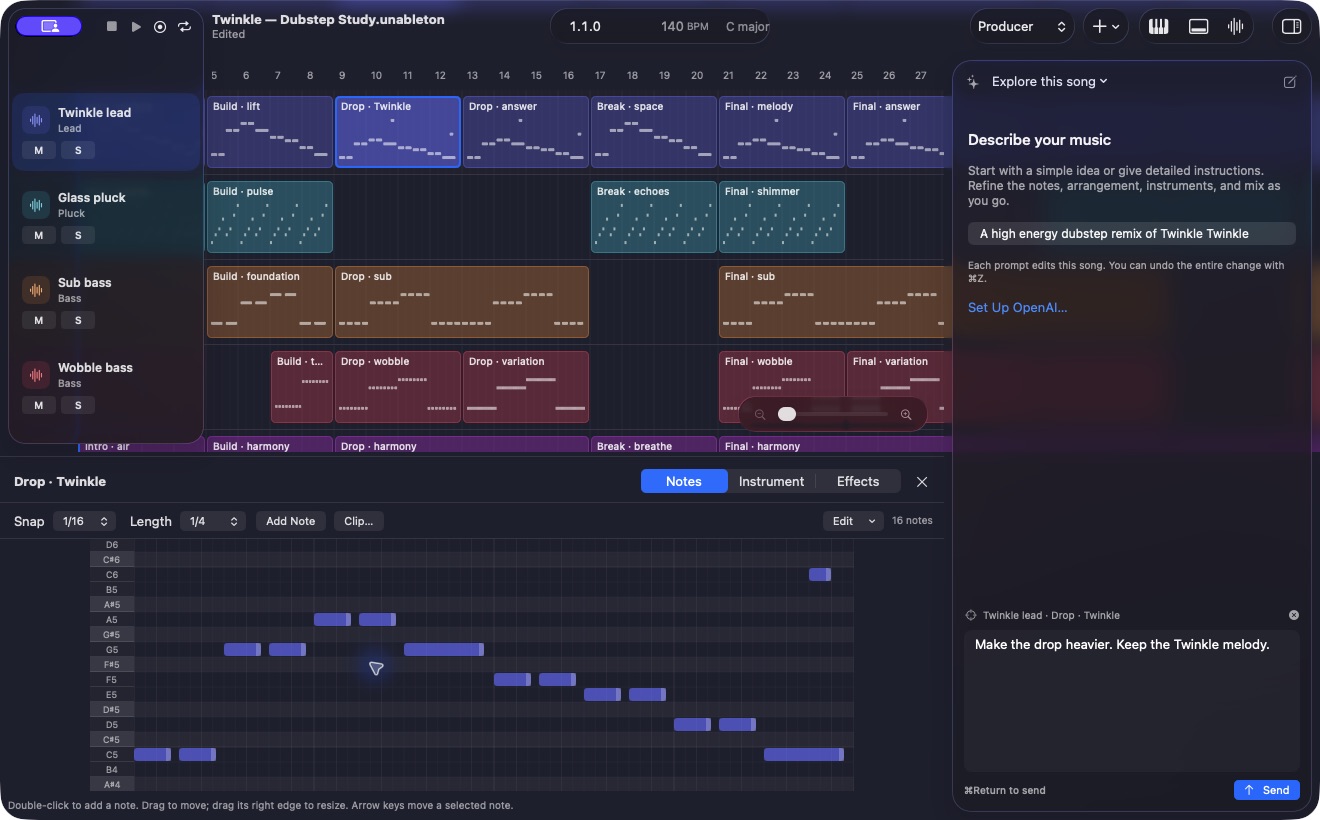 Twinkle — Dubstep Study.unableton
Edited
1.1.0
140 BPM
C major
Producer
5 6 7 8 9 10 11 12 13 14 15 16 17 18 19 20 21 22 23 24 25 26 27
Twinkle lead
Lead
M S
Build · lift
Drop · Twinkle
Drop · answer
Break · space
Final · melody
Final · answer
Glass pluck
Pluck
M S
Build · pulse
Break · echoes
Final · shimmer
Sub bass
Bass
M S
Build · foundation
Drop · sub
Final · sub
Wobble bass
Bass
M S
Build · t...
Drop · wobble
Drop · variation
Final · wobble
Final · variation
Intro · air
Build · harmony
Drop · harmony
Break · breathe
Final · harmony
Explore this song
Describe your music
Start with a simple idea or give detailed instructions.
Refine the notes, arrangement, instruments, and mix as
you go.
A high energy dubstep remix of Twinkle Twinkle
Each prompt edits this song. You can undo the entire change with
⌘Z.
Set Up OpenAI...
Twinkle lead · Drop · Twinkle
Make the drop heavier. Keep the Twinkle melody.
⌘Return to send
Send
Drop · Twinkle
Notes
Instrument
Effects
Snap
1/16
Length
1/4
Add Note
Clip...
Edit
16 notes
D6
C#6
C6
B5
A#5
A5
G#5
G5
F#5
F5
E5
D#5
D5
C#5
C5
B4
A#4
Double-click to add a note. Drag to move; drag its right edge to resize. Arrow keys move a selected note.